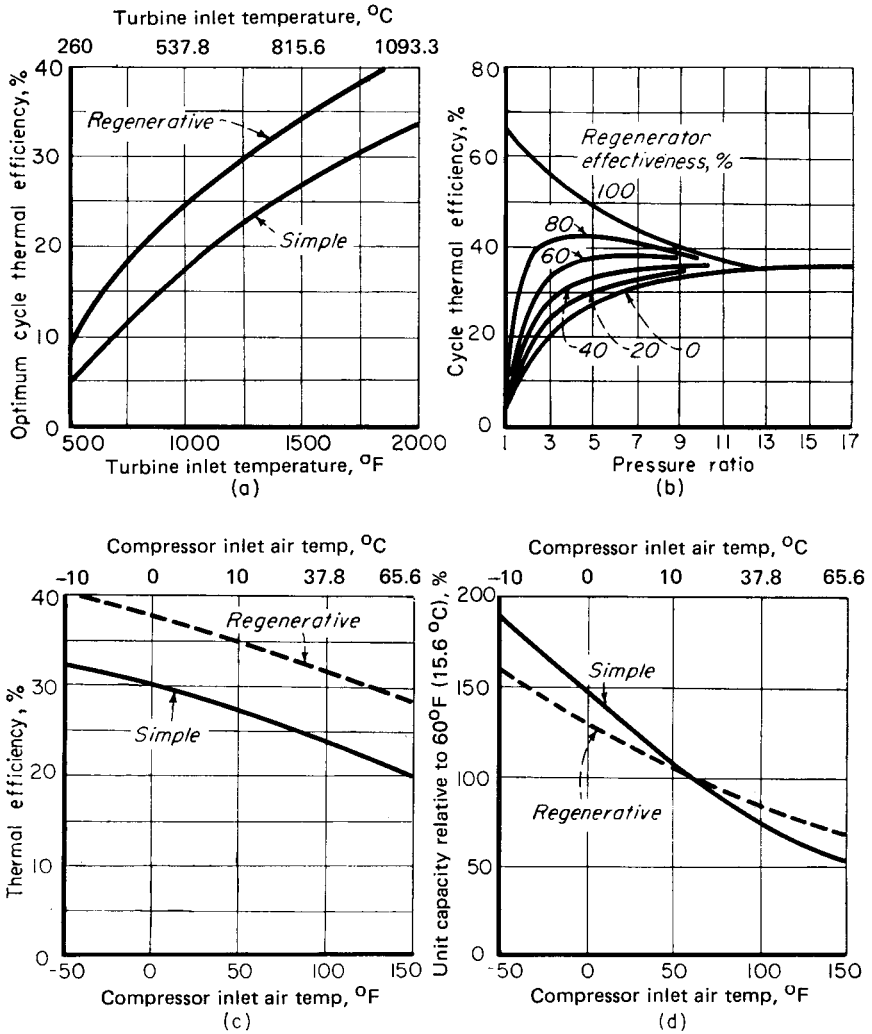 Turbine inlet temperature, °C
260 537.8 815.6 1093.3
Optimum cycle thermal efficiency, %
40
30
20
10
0
Regenerative
Simple
500 1000 1500 2000
Turbine inlet temperature, °F
(a)
Cycle thermal efficiency, %
80
60
40
20
0
Regenerator
effectiveness, %
100
80
60
40 20 0
1 3 5 7 9 11 13 15 17
Pressure ratio
(b)
Compressor inlet air temp, °C
-10 0 10 37.8 65.6
Thermal efficiency, %
40
30
20
10
0
Regenerative
Simple
-50 0 50 100 150
Compressor inlet air temp, °F
(c)
Compressor inlet air temp, °C
-10 0 10 37.8 65.6
Unit capacity relative to 60°F (15.6 °C), %
200
150
100
50
0
Simple
Regenerative
-50 0 50 100 150
Compressor inlet air temp, °F
(d)